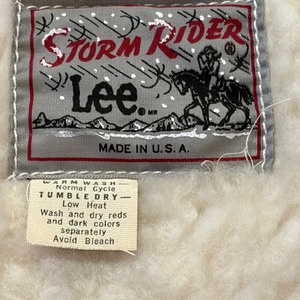 STORM RIDER
®
Lee® MR
MADE IN U.S.A.
WARM WASH—
Normal Cycle
TUMBLE DRY—
Low Heat
Wash and dry reds
and dark colors
separately
Avoid Bleach